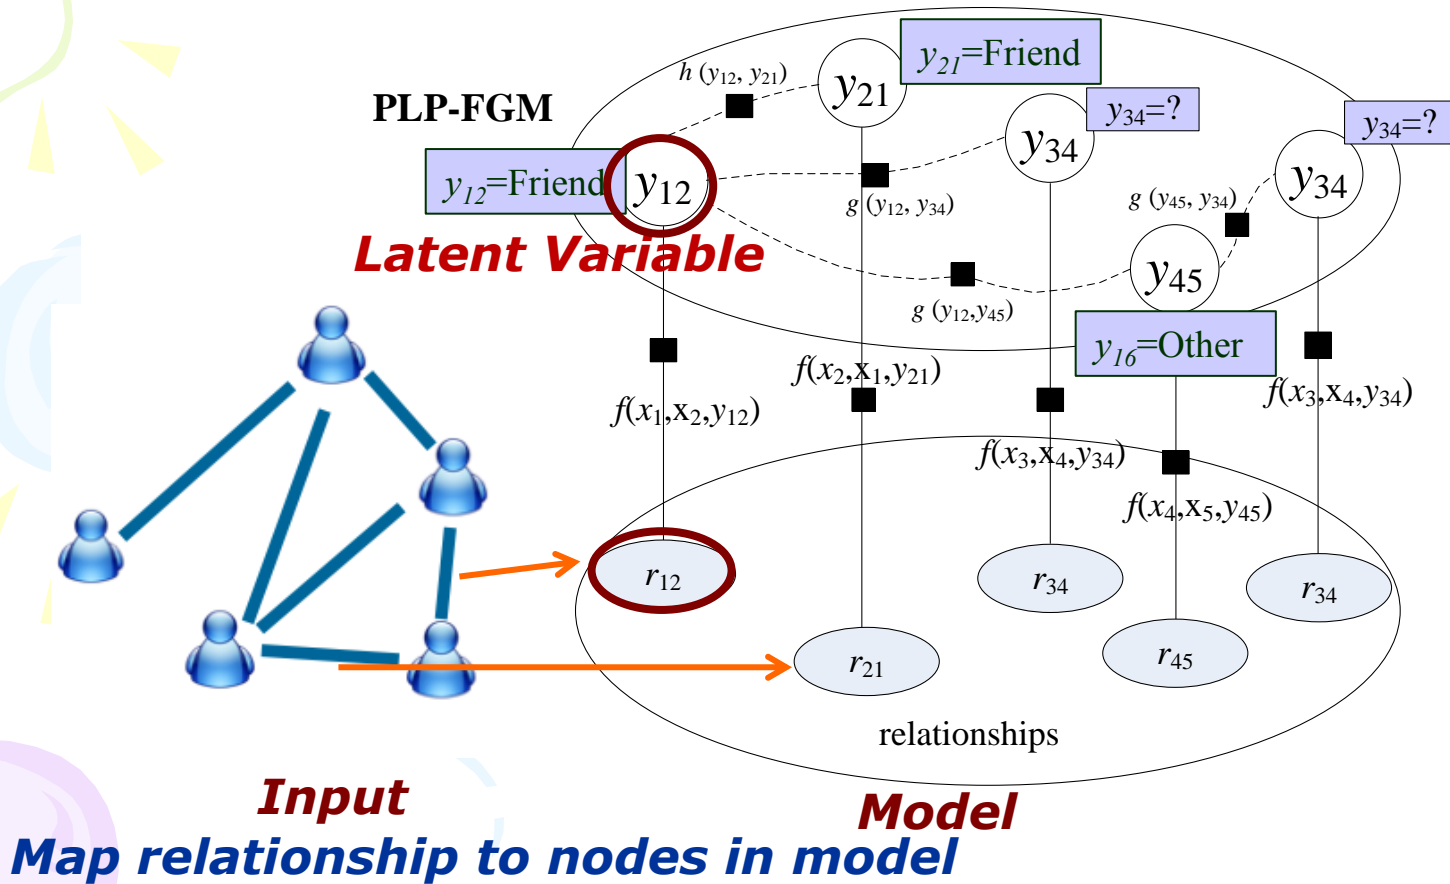 PLP-FGM
h (y12, y21)
y21
y21=Friend
y12=Friend
y12
y34
y34=?
y34
y34=?
g (y12, y34)
g (y45, y34)
Latent Variable
y45
g (y12,y45)
y16=Other
f(x1,x2,y12)
f(x2,x1,y21)
f(x3,x4,y34)
f(x4,x5,y45)
f(x3,x4,y34)
r12
r21
r34
r45
r34
relationships
Input
Model
Map relationship to nodes in model